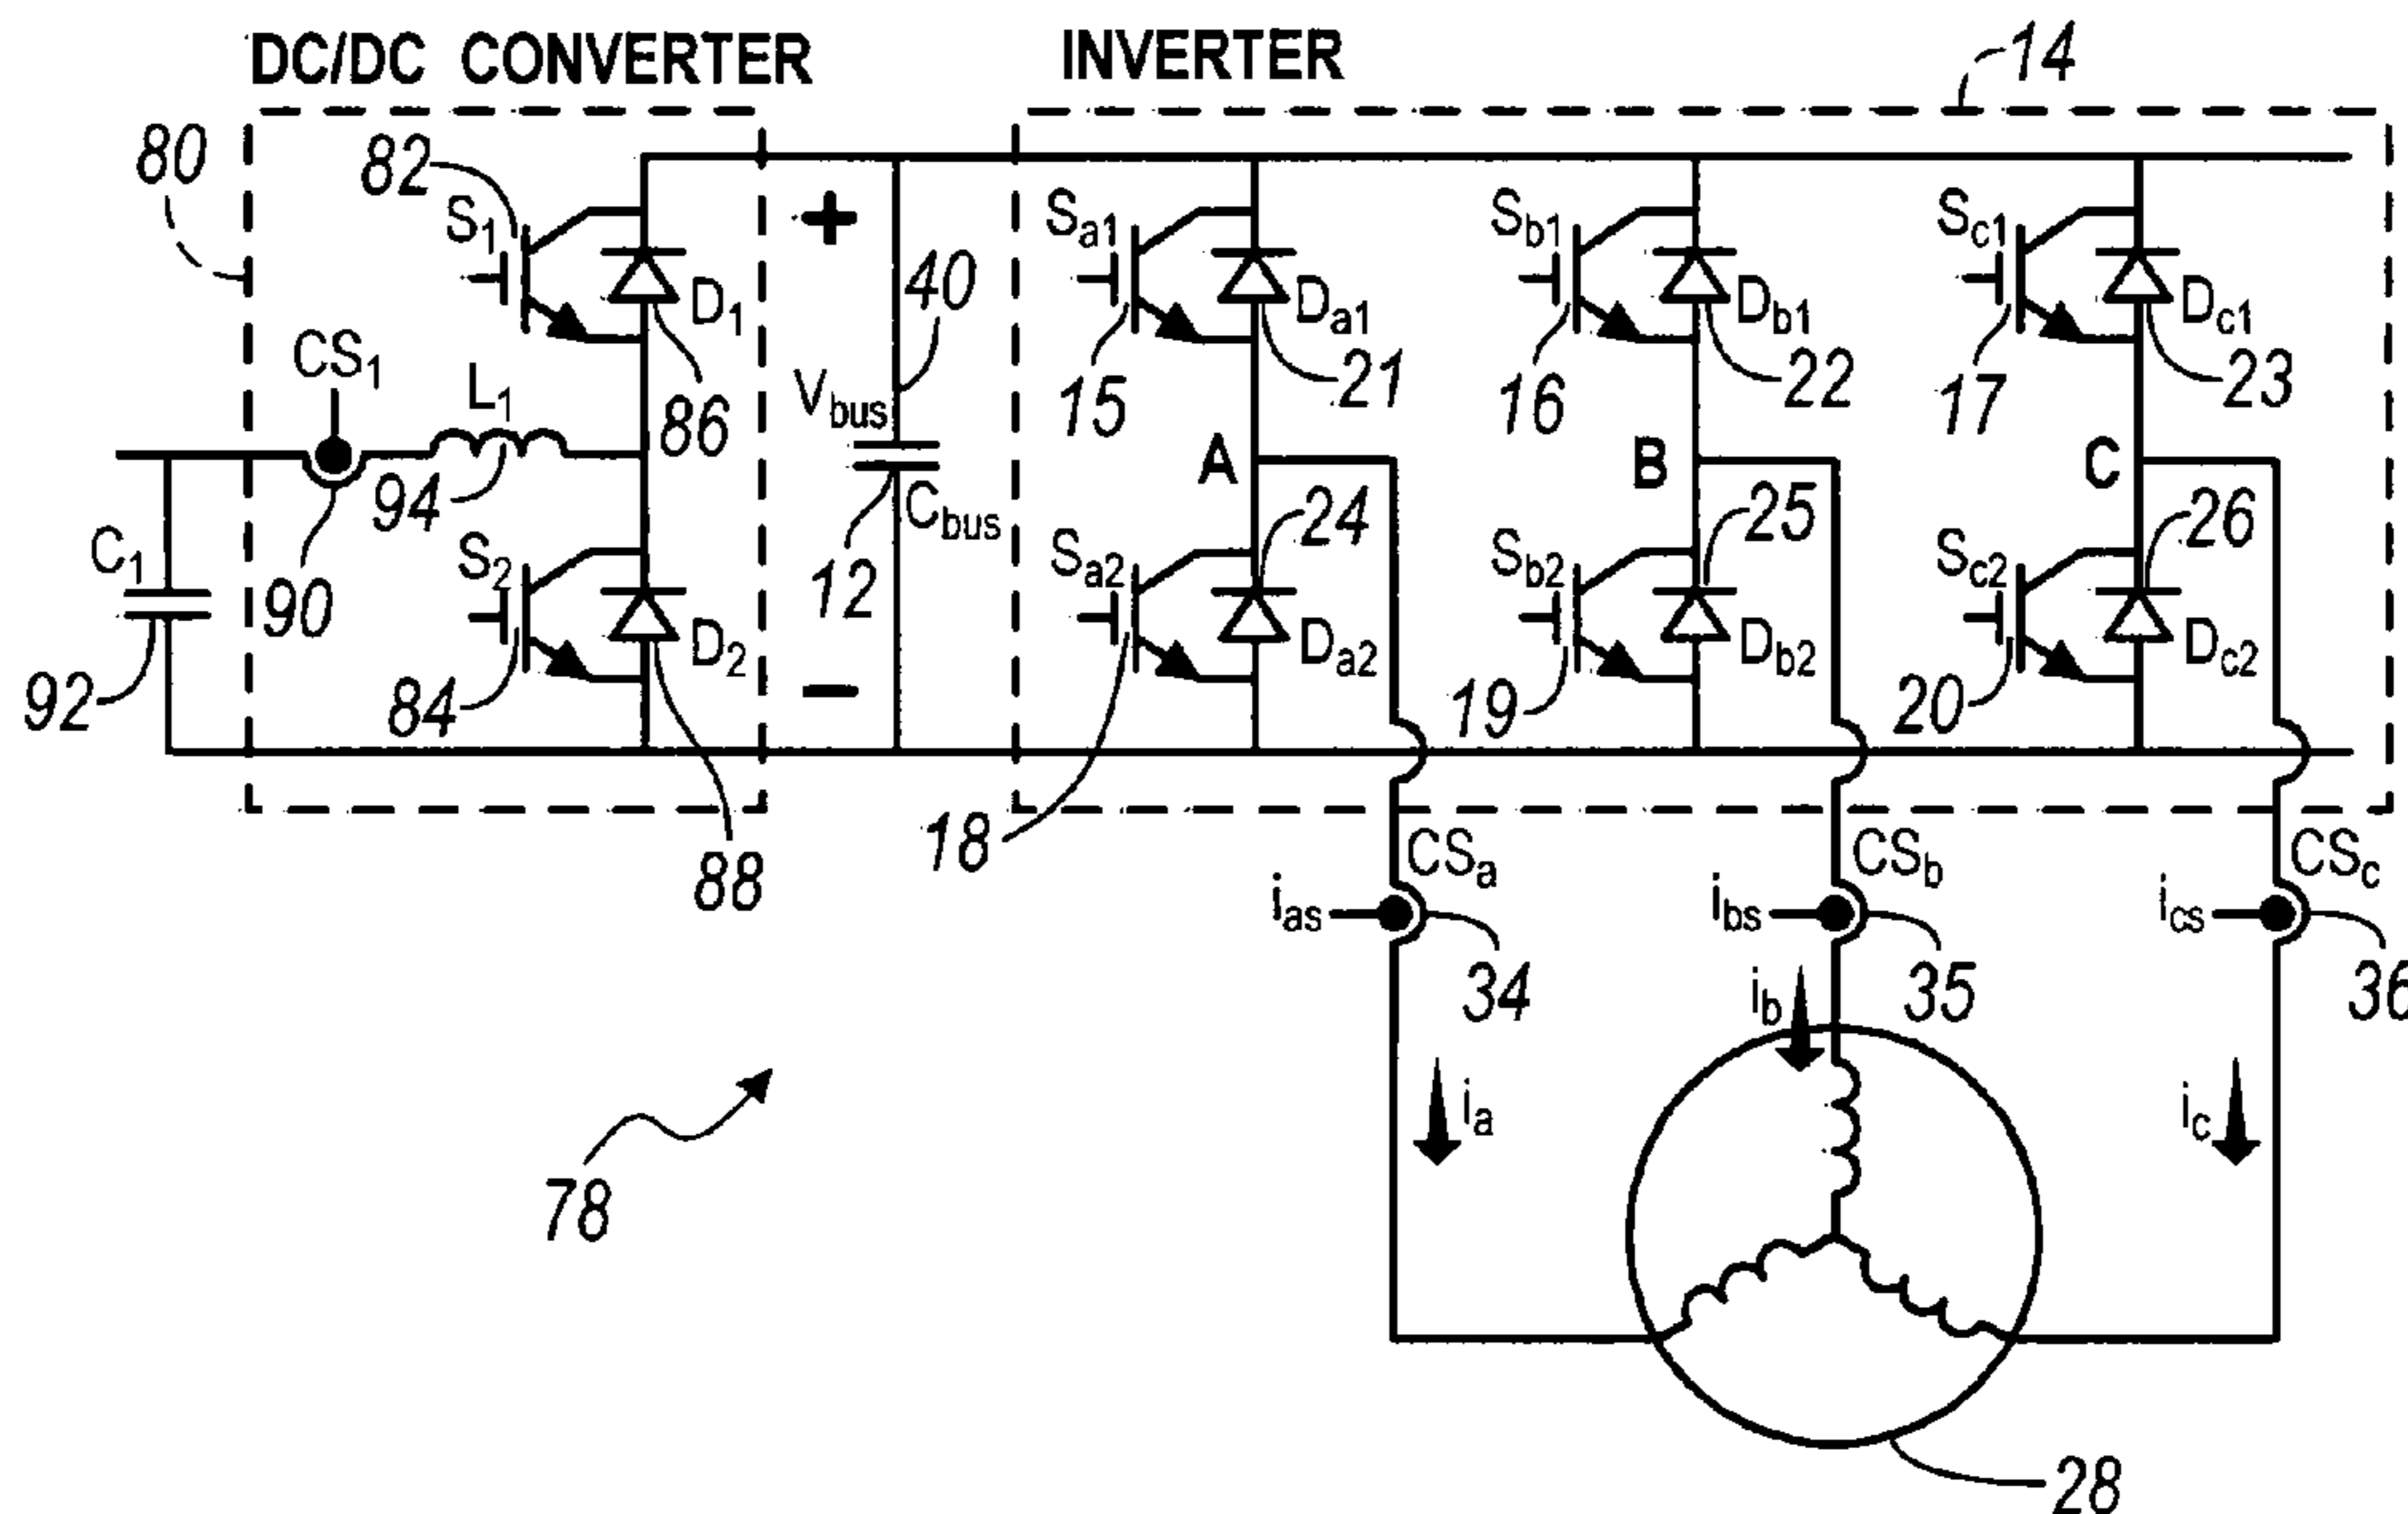 DC/DC CONVERTER
INVERTER
14
80
82
S1
D1
86
CS1
L1
94
90
C1
92
S2
D2
84
88
+
Vbus
40
Cbus
12
−
Sa1
Da1
15
21
Sb1
Db1
16
22
Sc1
Dc1
17
23
A
B
C
Sa2
Da2
24
18
Sb2
Db2
25
19
Sc2
Dc2
26
20
CSa
CSb
CSc
ias
ibs
ics
34
35
36
ia
ib
ic
78
28